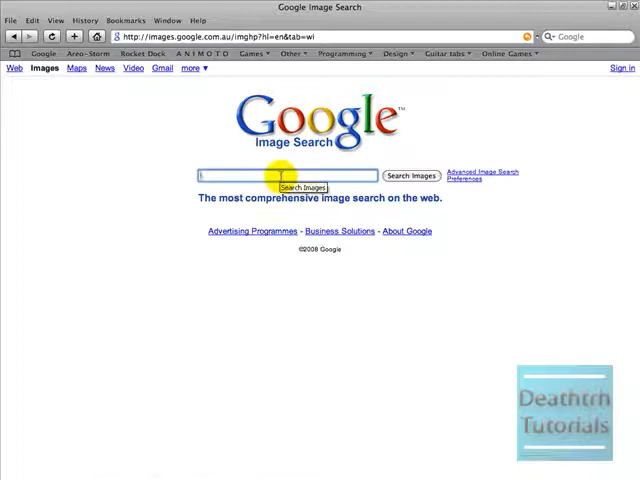 Google Image Search
File Edit View History Bookmarks Window Help
http://images.google.com.au/imghp?hl=en&tab=wi
Google
Google Areo-Storm Rocket Dock A N I M O T O Games Other Programming Design Guitar tabs Online Games
Web Images Maps News Video Gmail more Sign in
Google™
Image Search
Search Images
Advanced Image Search
Preferences
Search Images
The most comprehensive image search on the web.
Advertising Programmes - Business Solutions - About Google
©2008 Google
Deathtrh
Tutorials